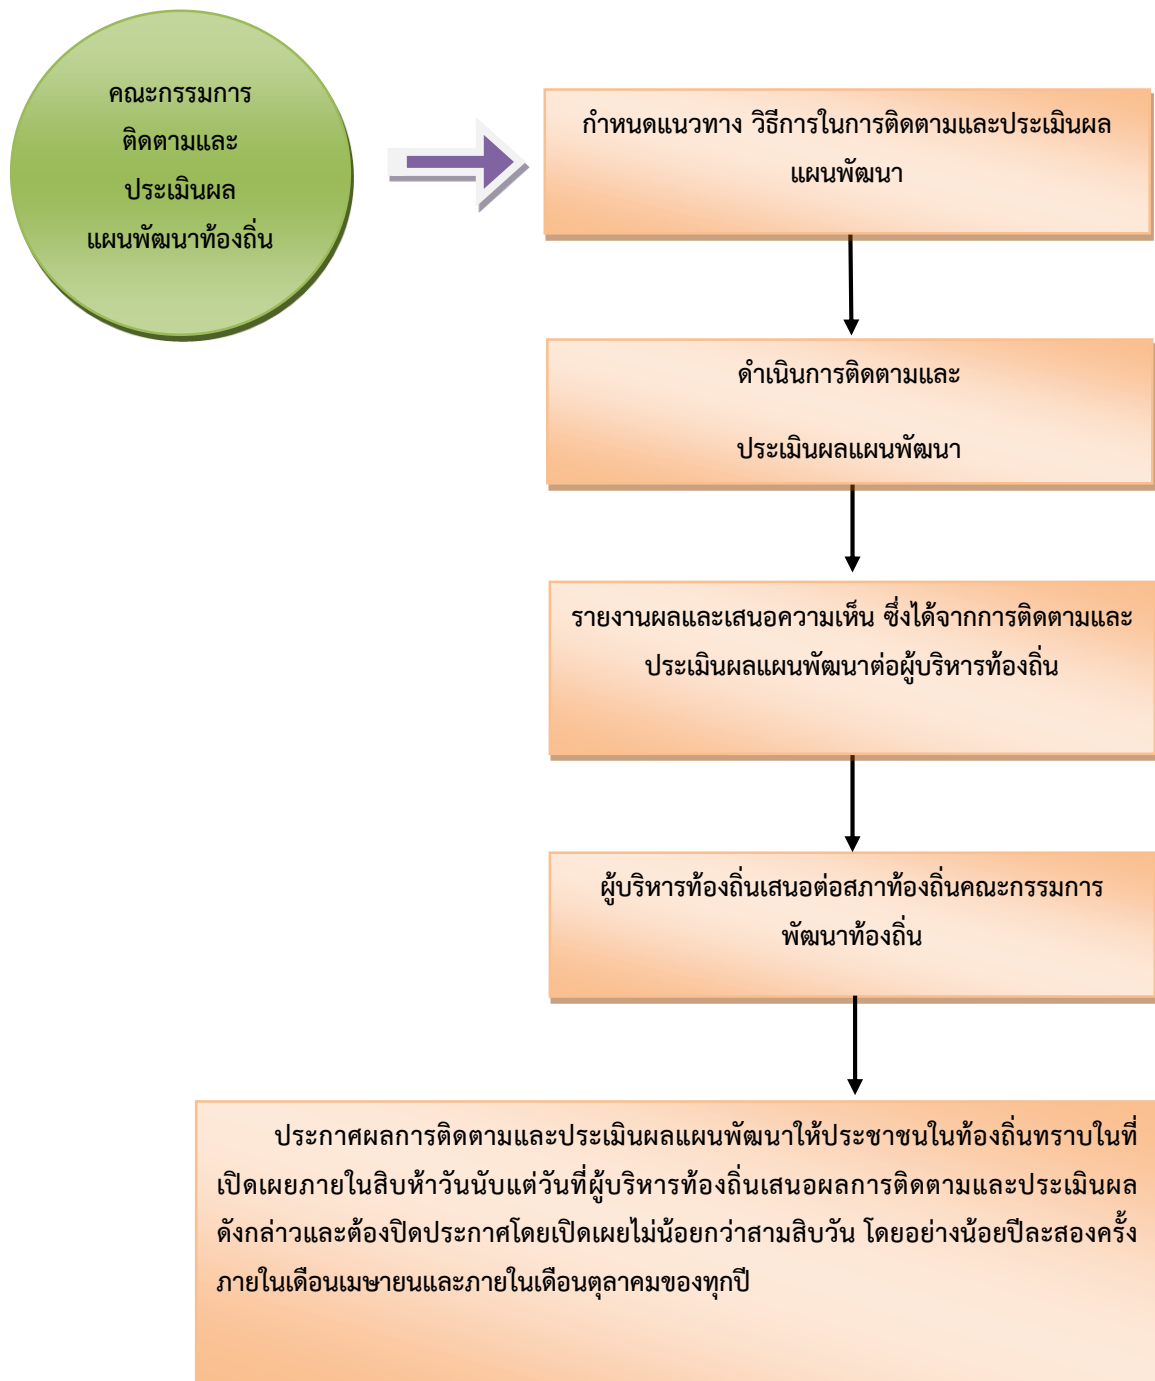 คณะกรรมการ
ติดตามและ
ประเมินผล
แผนพัฒนาท้องถิ่น
กำหนดแนวทาง วิธีการในการติดตามและประเมินผล
แผนพัฒนา
ดำเนินการติดตามและ
ประเมินผลแผนพัฒนา
รายงานผลและเสนอความเห็น ซึ่งได้จากการติดตามและ
ประเมินผลแผนพัฒนาต่อผู้บริหารท้องถิ่น
ผู้บริหารท้องถิ่นเสนอต่อสภาท้องถิ่นคณะกรรมการ
พัฒนาท้องถิ่น
ประกาศผลการติดตามและประเมินผลแผนพัฒนาให้ประชาชนในท้องถิ่นทราบในที่
เปิดเผยภายในสิบห้าวันนับแต่วันที่ผู้บริหารท้องถิ่นเสนอผลการติดตามและประเมินผล
ดังกล่าวและต้องปิดประกาศโดยเปิดเผยไม่น้อยกว่าสามสิบวัน โดยอย่างน้อยปีละสองครั้ง
ภายในเดือนเมษายนและภายในเดือนตุลาคมของทุกปี